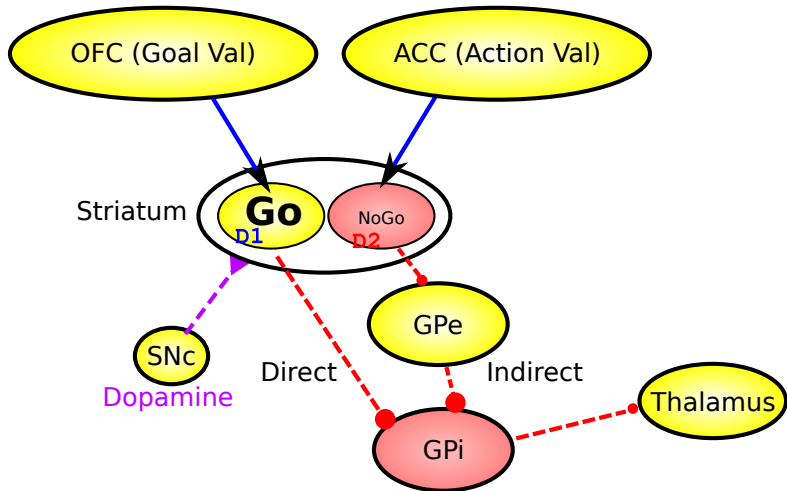 OFC (Goal Val)
ACC (Action Val)
Striatum
Go
D1
NoGo
D2
GPe
SNc
Dopamine
Direct
Indirect
Thalamus
GPi